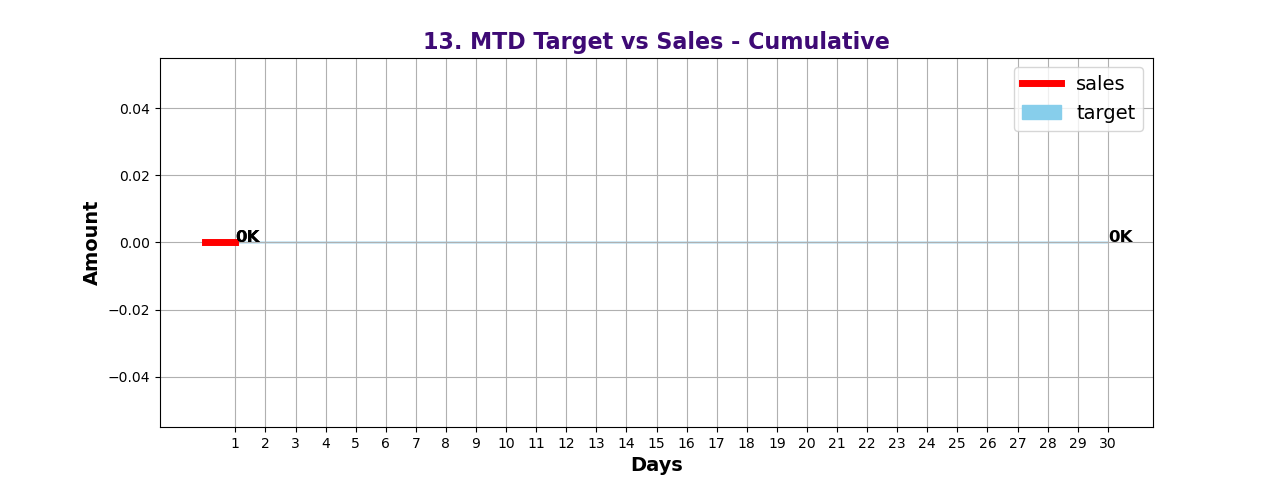 13. MTD Target vs Sales - Cumulative
sales
target
Amount
0.04
0.02
0.00
−0.02
−0.04
0K
0K
1 2 3 4 5 6 7 8 9 10 11 12 13 14 15 16 17 18 19 20 21 22 23 24 25 26 27 28 29 30
Days